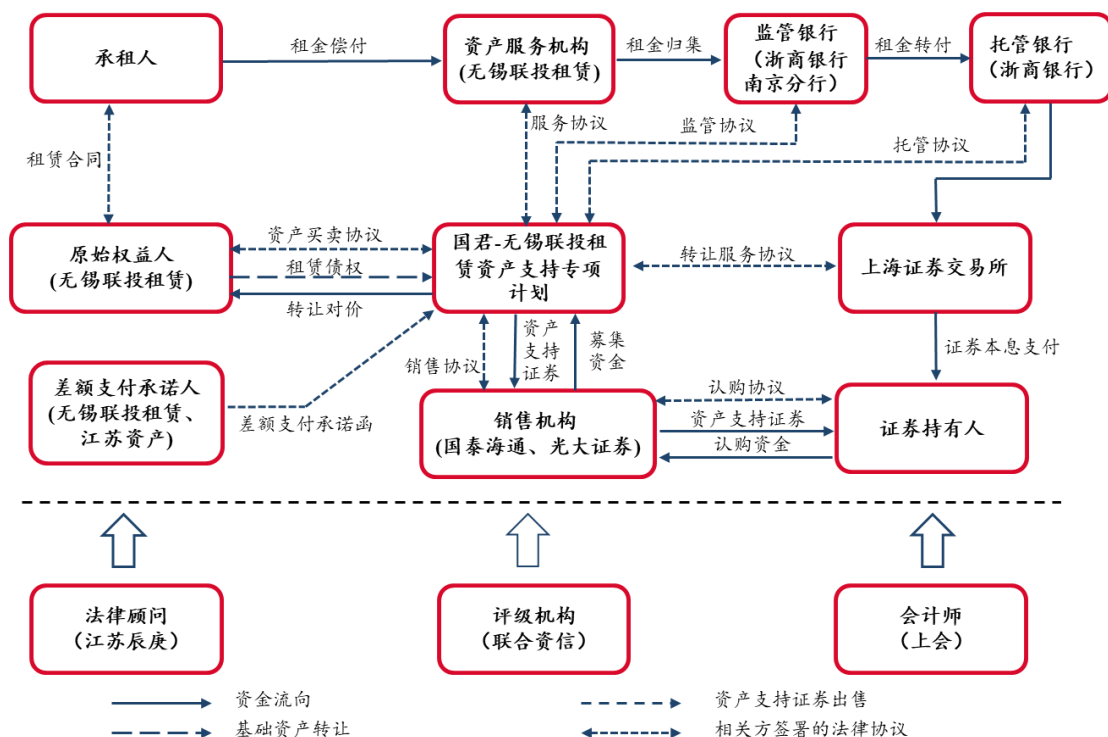 承租人
租金偿付
资产服务机构
(无锡联投租赁)
租金归集
监管银行
（浙商银行
南京分行）
租金转付
托管银行
（浙商银行）
租赁合同
服务协议
监管协议
托管协议
原始权益人
(无锡联投租赁)
资产买卖协议
租赁债权
转让对价
国君-无锡联投租
赁资产支持专项
计划
转让服务协议
上海证券交易所
差额支付承诺人
(无锡联投租赁、
江苏资产)
差额支付承诺函
销售协议
资产
支持
证券
募集
资金
证券本息支付
销售机构
(国泰海通、光大证券)
认购协议
资产支持证券
认购资金
证券持有人
法律顾问
（江苏辰庚）
评级机构
（联合资信）
会计师
（上会）
资金流向
资产支持证券出售
基础资产转让
相关方签署的法律协议